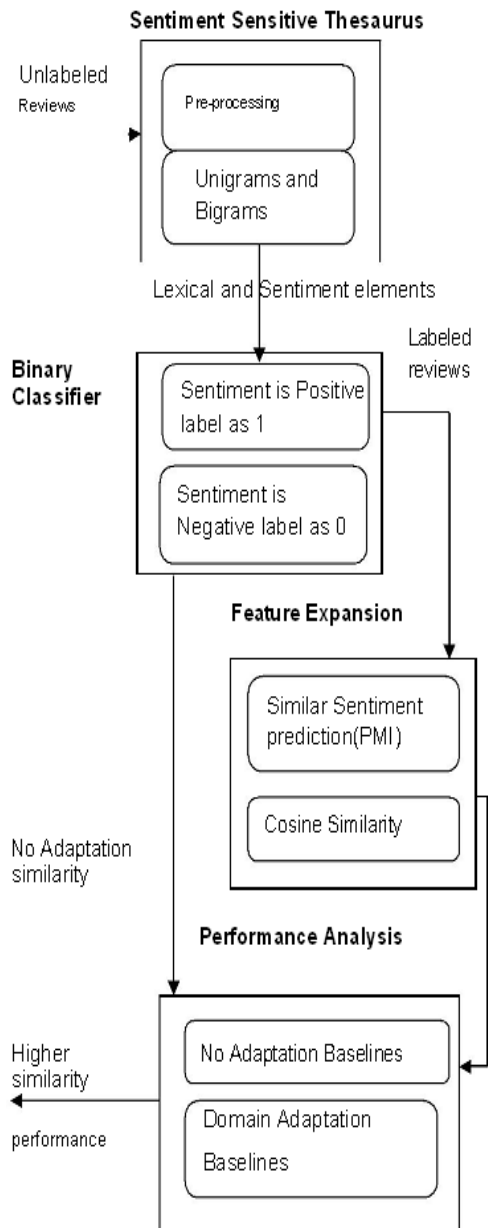 Sentiment Sensitive Thesaurus
Unlabeled
Reviews
Pre-processing
Unigrams and
Bigrams
Lexical and Sentiment elements
Labeled
reviews
Binary
Classifier
Sentiment is Positive
label as 1
Sentiment is
Negative label as 0
Feature Expansion
Similar Sentiment
prediction(PMI)
Cosine Similarity
No Adaptation
similarity
Performance Analysis
No Adaptation Baselines
Higher
similarity
performance
Domain Adaptation
Baselines